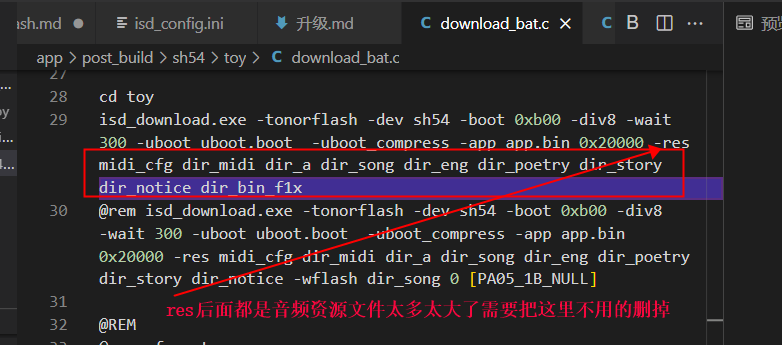 ash.md
isd_config.ini
升级.md
C download_bat.c
B
预览
app > post_build > sh54 > toy > C download_bat.c
27
28 cd toy
29 isd_download.exe -tonorflash -dev sh54 -boot 0xb00 -div8 -wait
300 -uboot uboot.boot  -uboot_compress -app app.bin 0x20000 -res
midi_cfg dir_midi dir_a dir_song dir_eng dir_poetry dir_story
dir_notice dir_bin_f1x
30 @rem isd_download.exe -tonorflash -dev sh54 -boot 0xb00 -div8
-wait 300 -uboot uboot.boot  -uboot_compress -app app.bin
0x20000 -res midi_cfg dir_midi dir_a dir_song dir_eng dir_poetry
dir_story dir_notice -wflash dir_song 0 [PA05_1B_NULL]
res后面都是音频资源文件太多太大了需要把这里不用的删掉
31
32 @REM